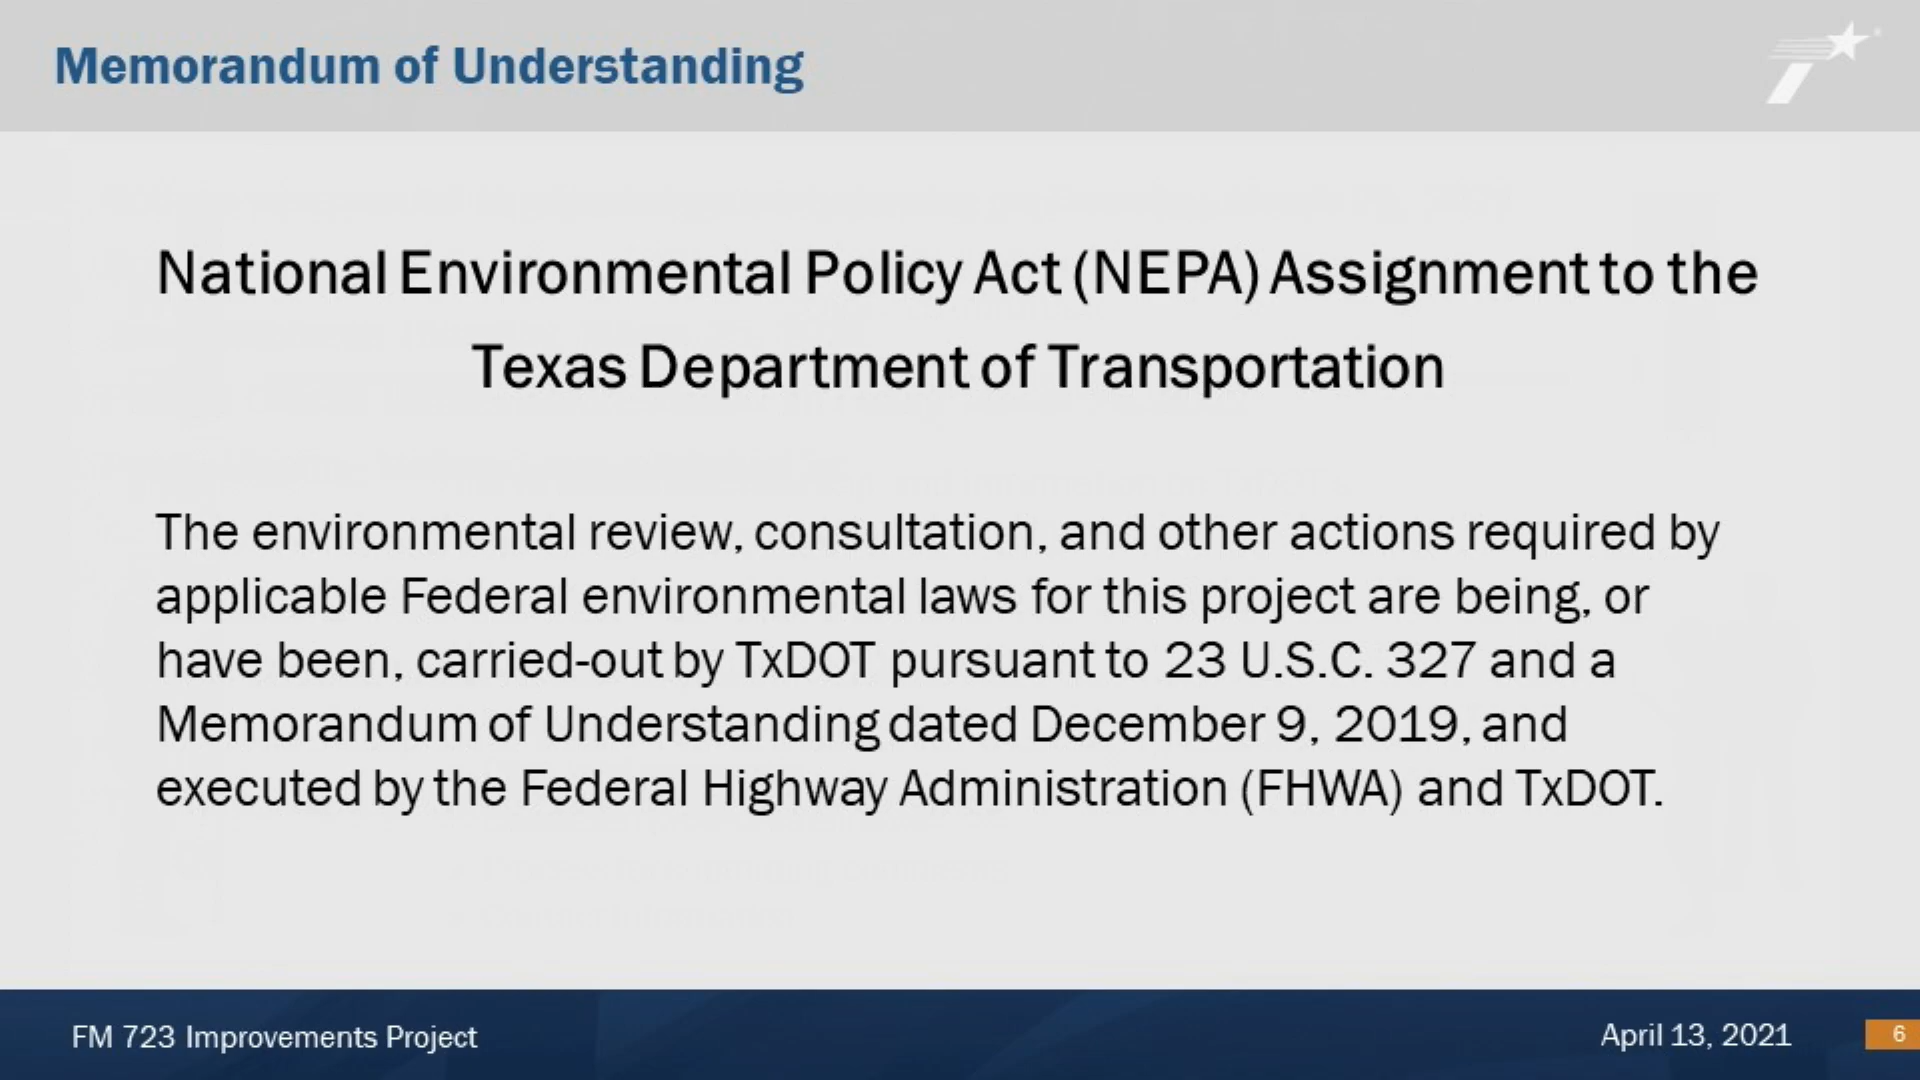 Memorandum of Understanding
National Environmental Policy Act (NEPA) Assignment to the
Texas Department of Transportation
The environmental review, consultation, and other actions required by
applicable Federal environmental laws for this project are being, or
have been, carried-out by TxDOT pursuant to 23 U.S.C. 327 and a
Memorandum of Understanding dated December 9, 2019, and
executed by the Federal Highway Administration (FHWA) and TxDOT.
FM 723 Improvements Project
April 13, 2021
6